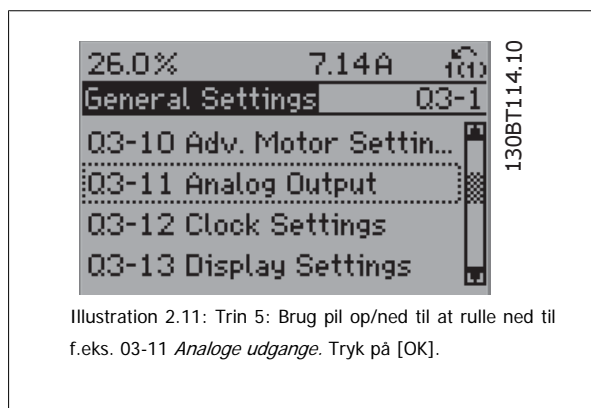 26.0% 7.14A 1(1)
General Settings Q3-1
Q3-10 Adv. Motor Settin...
Q3-11 Analog Output
Q3-12 Clock Settings
Q3-13 Display Settings
130BT114.10
Illustration 2.11: Trin 5: Brug pil op/ned til at rulle ned til
f.eks. 03-11 Analoge udgange. Tryk på [OK].